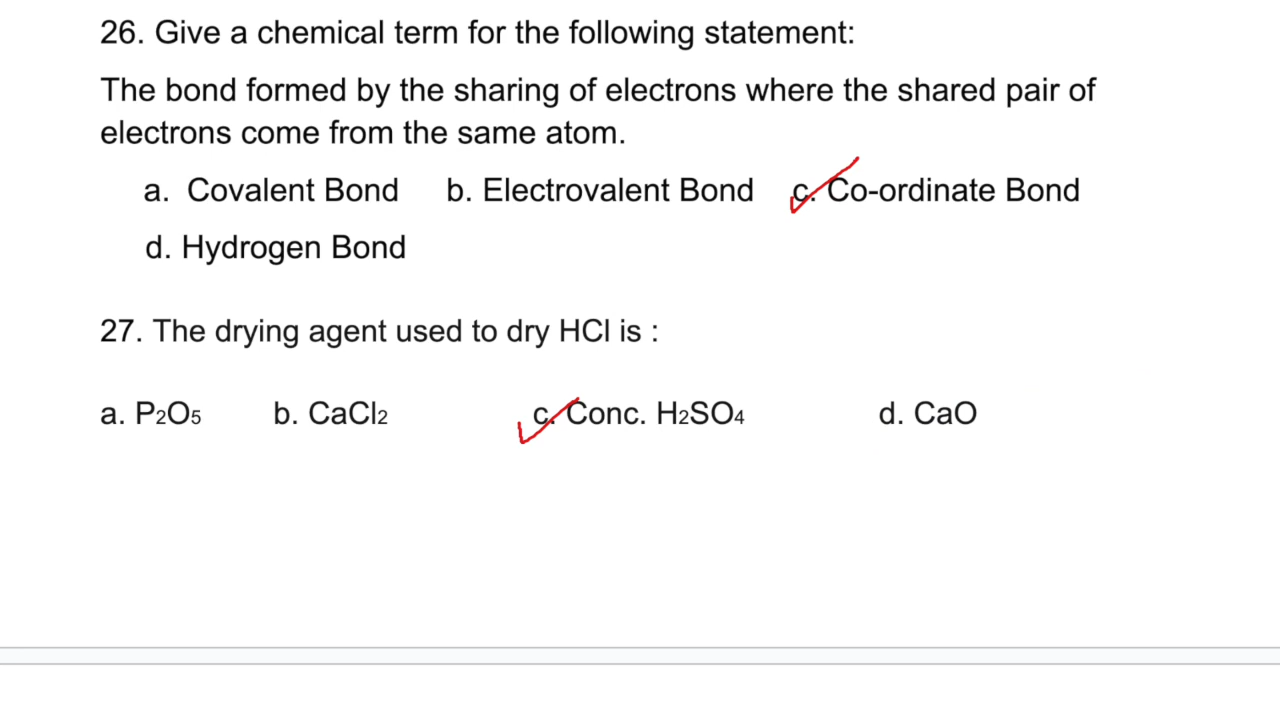 26. Give a chemical term for the following statement:
The bond formed by the sharing of electrons where the shared pair of
electrons come from the same atom.
a. Covalent Bond b. Electrovalent Bond c. Co-ordinate Bond
d. Hydrogen Bond
27. The drying agent used to dry HCl is :
a. P2O5 b. CaCl2 c. Conc. H2SO4 d. CaO